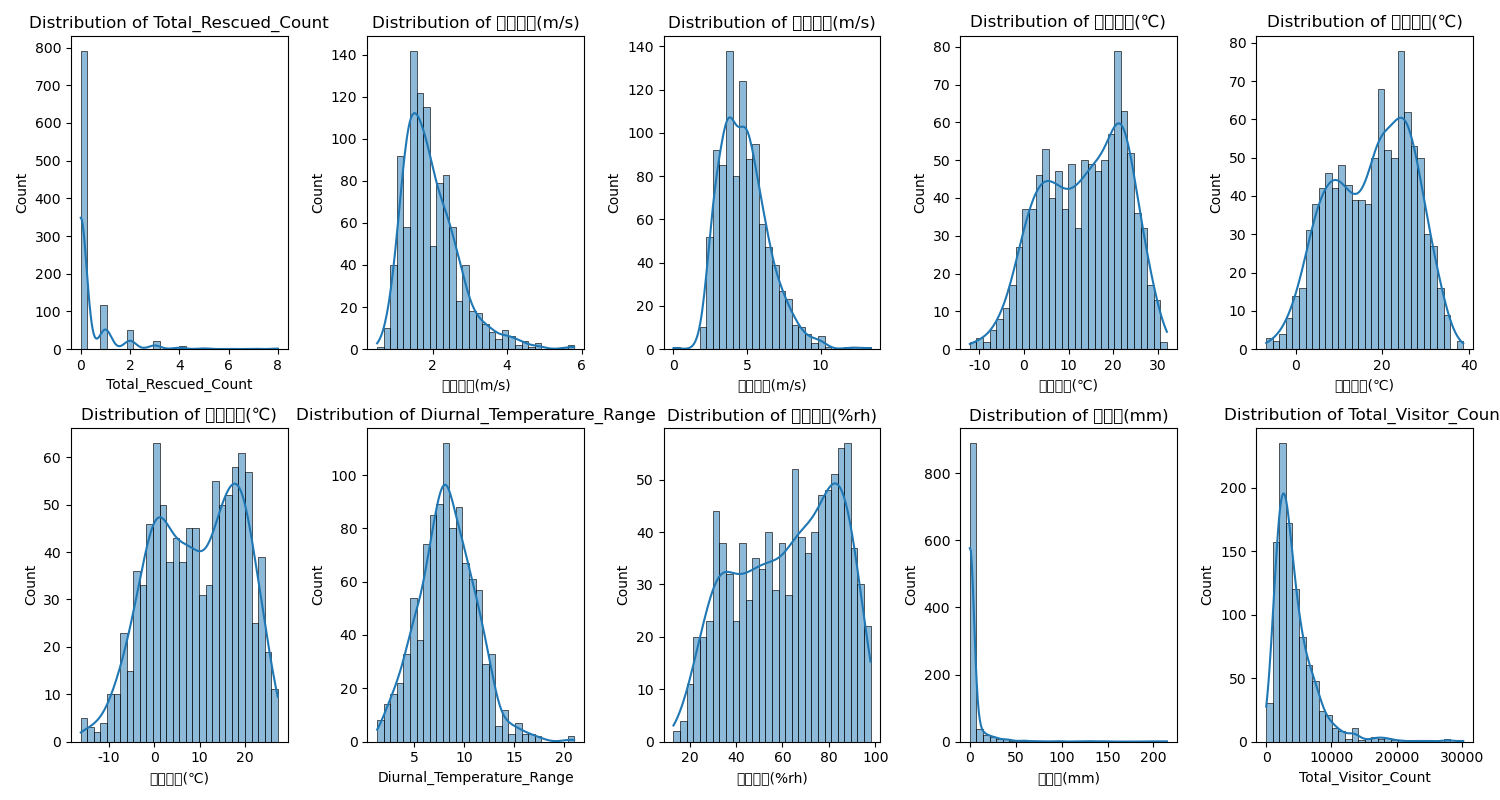 Distribution of Total_Rescued_Count
Count
800
700
600
500
400
300
200
100
0
0 2 4 6 8
Total_Rescued_Count
Distribution of □□□□(m/s)
Count
140
120
100
80
60
40
20
0
2 4 6
□□□□(m/s)
Distribution of □□□□(m/s)
Count
140
120
100
80
60
40
20
0
0 5 10
□□□□(m/s)
Distribution of □□□□(℃)
Count
80
70
60
50
40
30
20
10
0
-10 0 10 20 30
□□□□(℃)
Distribution of □□□□(℃)
Count
80
70
60
50
40
30
20
10
0
0 20 40
□□□□(℃)
Distribution of □□□□(℃)
Count
60
50
40
30
20
10
0
-10 0 10 20
□□□□(℃)
Distribution of Diurnal_Temperature_Range
Count
100
80
60
40
20
0
5 10 15 20
Diurnal_Temperature_Range
Distribution of □□□□(%rh)
Count
50
40
30
20
10
0
20 40 60 80 100
□□□□(%rh)
Distribution of □□□(mm)
Count
800
600
400
200
0
0 50 100 150 200
□□□(mm)
Distribution of Total_Visitor_Coun
Count
200
150
100
50
0
0 10000 20000 30000
Total_Visitor_Count